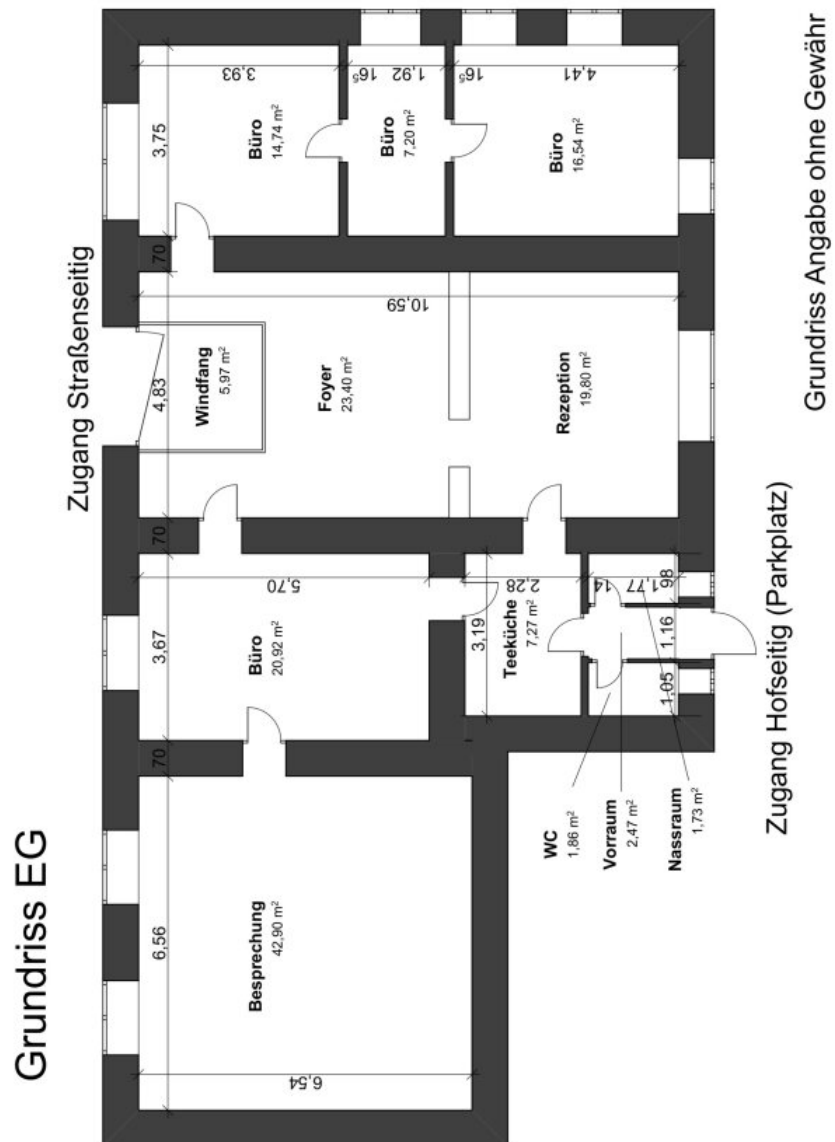 Grundriss EG
Zugang Straßenseitig
6,56
70
3,67
70
4,83
70
3,75
6,54
5,70
10,59
3,93
Besprechung
42,90 m²
Büro
20,92 m²
Windfang
5,97 m²
Foyer
23,40 m²
Büro
14,74 m²
16⁵
1,92
Büro
7,20 m²
16⁵
4,41
Büro
16,54 m²
3,19
2,28
Teeküche
7,27 m²
Rezeption
19,80 m²
14
1,77
1,05
1,16
98
WC
1,86 m²
Vorraum
2,47 m²
Nassraum
1,73 m²
Zugang Hofseitig (Parkplatz)
Grundriss Angabe ohne Gewähr